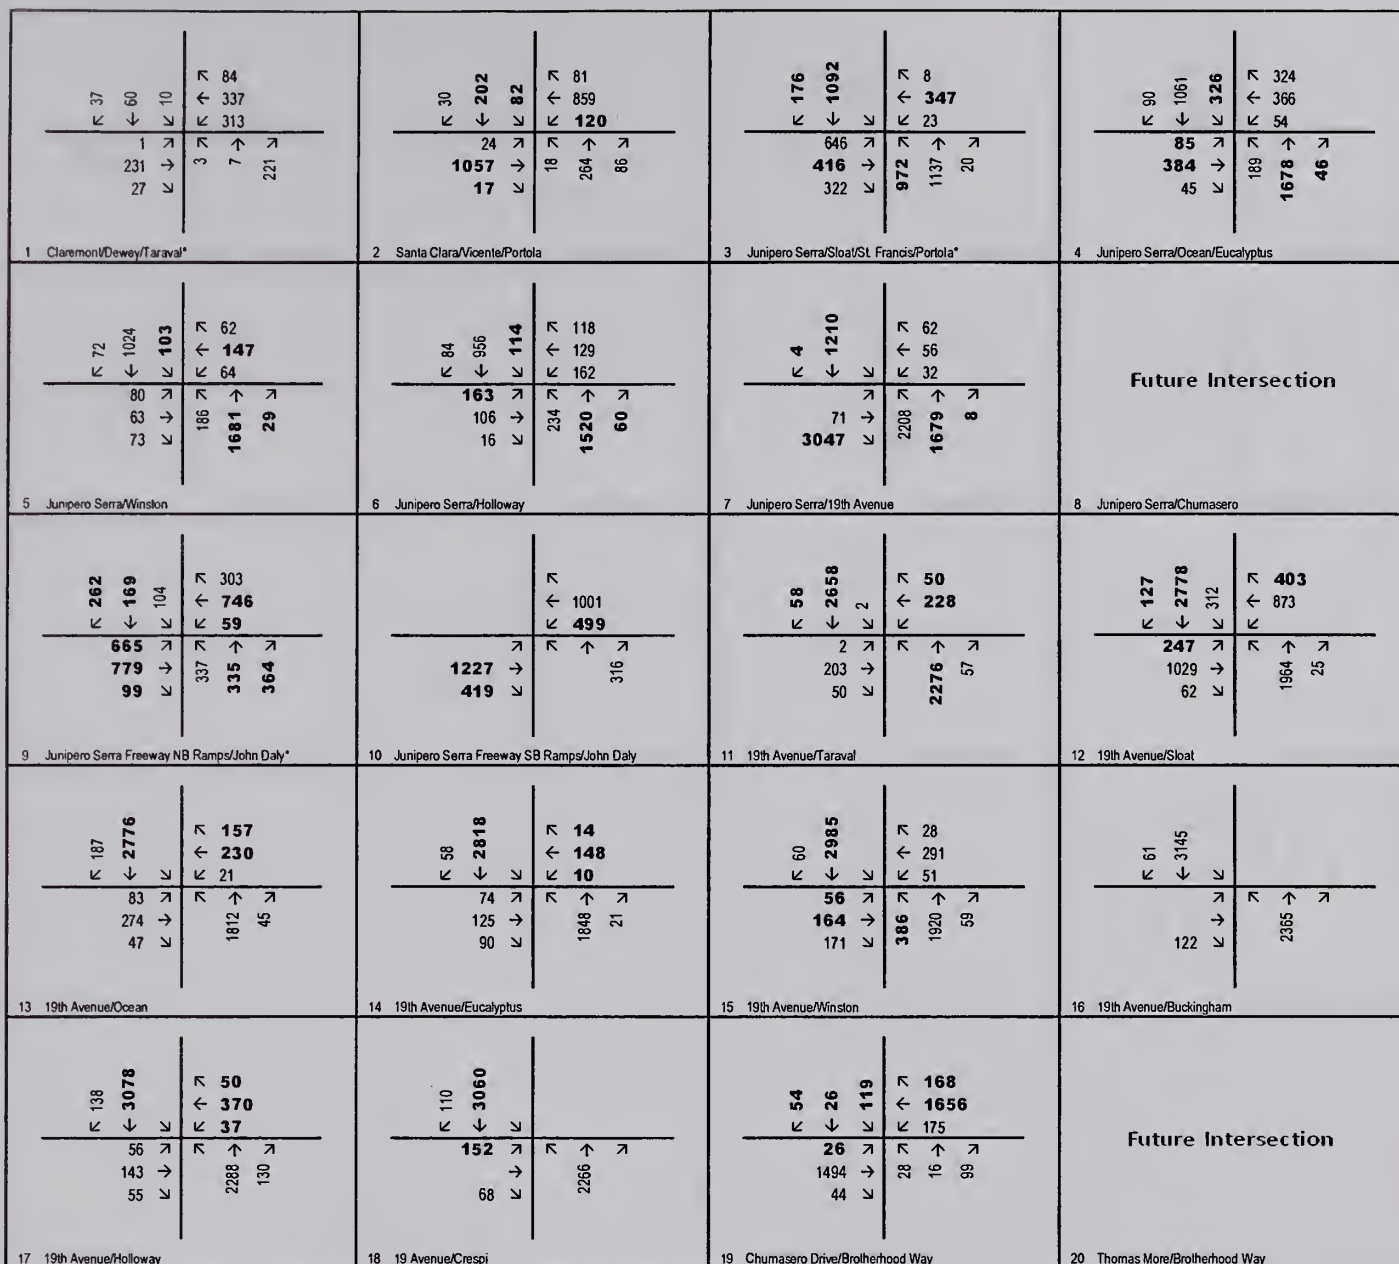 37 60 10 ↖ 84
← 337
↖ ↓ ↘ ↙ 313
1 ↗ ↖ ↑ ↗
231 → 3 7 221
27 ↘
1 Claremont/Dewey/Taraval*
30 202 82 ↖ 81
← 859
↖ ↓ ↘ ↙ 120
24 ↗ ↖ ↑ ↗
1057 → 18 264 86
17 ↘
2 Santa Clara/Vicente/Portola
176 1092 ↖ 8
← 347
↖ ↓ ↘ ↙ 23
646 ↗ ↖ ↑ ↗
416 → 972 1137 20
322 ↘
3 Junipero Serra/Sloat/St. Francis/Portola*
90 1061 326 ↖ 324
← 366
↖ ↓ ↘ ↙ 54
85 ↗ ↖ ↑ ↗
384 → 189 1678 46
45 ↘
4 Junipero Serra/Ocean/Eucalyptus
72 1024 103 ↖ 62
← 147
↖ ↓ ↘ ↙ 64
80 ↗ ↖ ↑ ↗
63 → 186 1681 29
73 ↘
5 Junipero Serra/Winston
84 956 114 ↖ 118
← 129
↖ ↓ ↘ ↙ 162
163 ↗ ↖ ↑ ↗
106 → 234 1520 60
16 ↘
6 Junipero Serra/Holloway
4 1210 ↖ 62
← 56
↖ ↓ ↘ ↙ 32
↗ ↖ ↑ ↗
71 → 2208 1679 8
3047 ↘
7 Junipero Serra/19th Avenue
Future Intersection
8 Junipero Serra/Chumasero
262 169 104 ↖ 303
← 746
↖ ↓ ↘ ↙ 59
665 ↗ ↖ ↑ ↗
779 → 337 335 364
99 ↘
9 Junipero Serra Freeway NB Ramps/John Daly*
↖
← 1001
↙ 499
↗ ↖ ↑ ↗
1227 → 316
419 ↘
10 Junipero Serra Freeway SB Ramps/John Daly
58 2658 2 ↖ 50
← 228
↖ ↓ ↘ ↙
2 ↗ ↖ ↑ ↗
203 → 2276 57
50 ↘
11 19th Avenue/Taraval
127 2778 312 ↖ 403
← 873
↖ ↓ ↘ ↙
247 ↗ ↖ ↑ ↗
1029 → 1964 25
62 ↘
12 19th Avenue/Sloat
187 2776 ↖ 157
← 230
↖ ↓ ↘ ↙ 21
83 ↗ ↖ ↑ ↗
274 → 1812 45
47 ↘
13 19th Avenue/Ocean
58 2818 ↖ 14
← 148
↖ ↓ ↘ ↙ 10
74 ↗ ↖ ↑ ↗
125 → 1848 21
90 ↘
14 19th Avenue/Eucalyptus
60 2985 ↖ 28
← 291
↖ ↓ ↘ ↙ 51
56 ↗ ↖ ↑ ↗
164 → 386 1920 59
171 ↘
15 19th Avenue/Winston
61 3145
↖ ↓ ↘
↗ ↖ ↑ ↗
→ 2365
122 ↘
16 19th Avenue/Buckingham
138 3078 ↖ 50
← 370
↖ ↓ ↘ ↙ 37
56 ↗ ↖ ↑ ↗
143 → 2288 130
55 ↘
17 19th Avenue/Holloway
110 3060
↖ ↓ ↘
152 ↗ ↖ ↑ ↗
→ 2266
68 ↘
18 19 Avenue/Crespi
54 26 119 ↖ 168
← 1656
↖ ↓ ↘ ↙ 175
26 ↗ ↖ ↑ ↗
1494 → 28 16 99
44 ↘
19 Chumasero Drive/Brotherhood Way
Future Intersection
20 Thomas More/Brotherhood Way